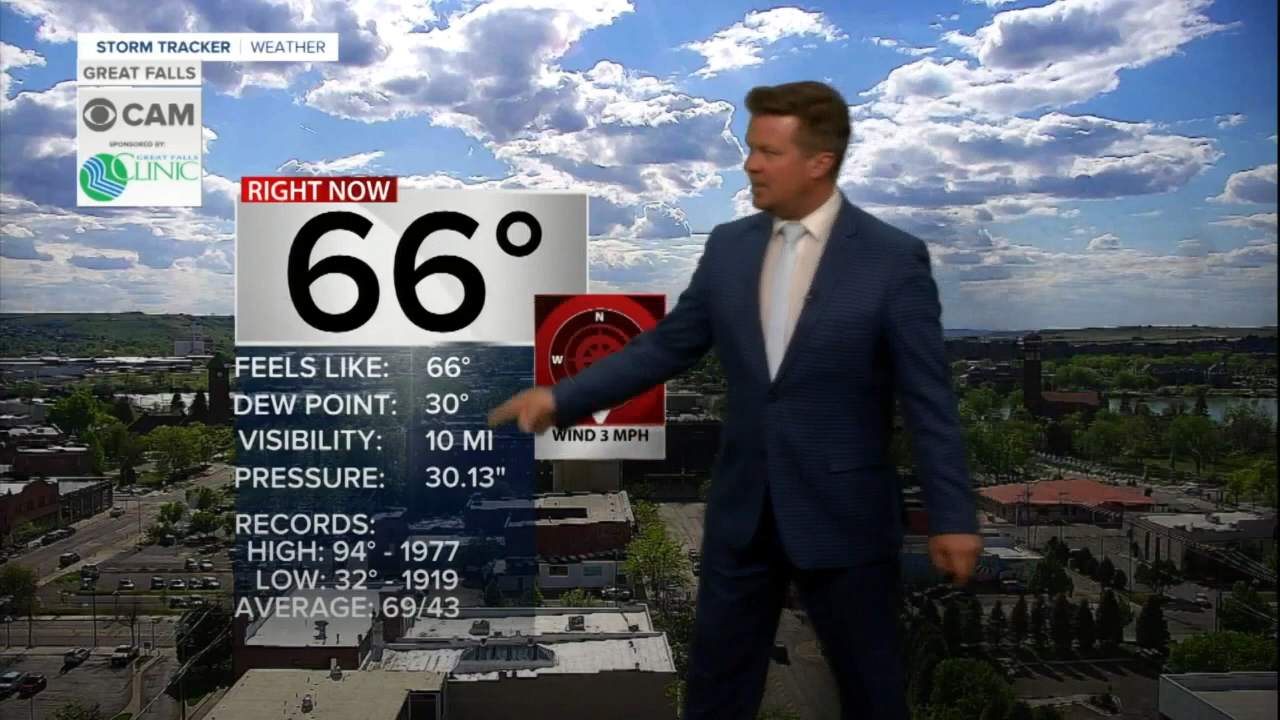 STORM TRACKER | WEATHER
GREAT FALLS
CAM
SPONSORED BY:
GREAT FALLS
CLINIC
RIGHT NOW
66°
N
W
WIND 3 MPH
FEELS LIKE: 66°
DEW POINT: 30°
VISIBILITY: 10 MI
PRESSURE: 30.13"
RECORDS:
HIGH: 94° - 1977
LOW: 32° - 1919
AVERAGE: 69/43